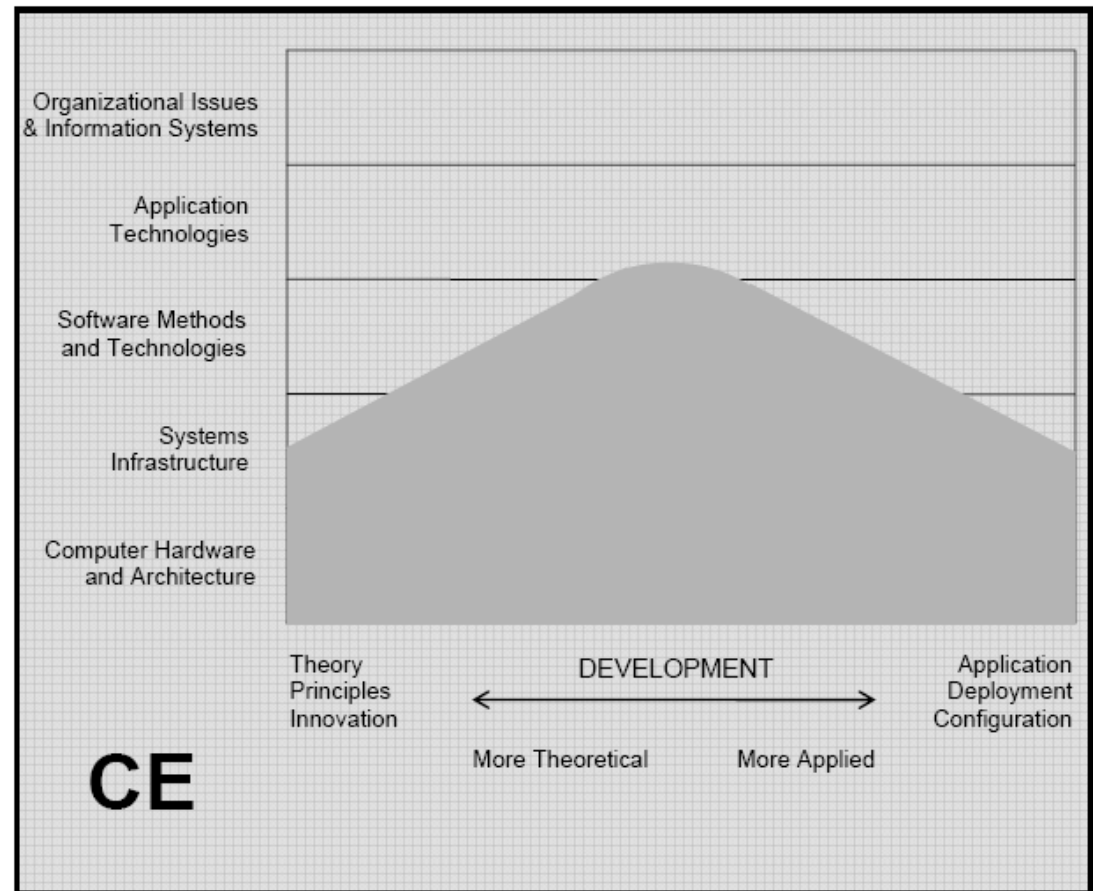 Organizational Issues
& Information Systems
Application
Technologies
Software Methods
and Technologies
Systems
Infrastructure
Computer Hardware
and Architecture
Theory
Principles
Innovation
DEVELOPMENT
Application
Deployment
Configuration
More Theoretical
More Applied
CE